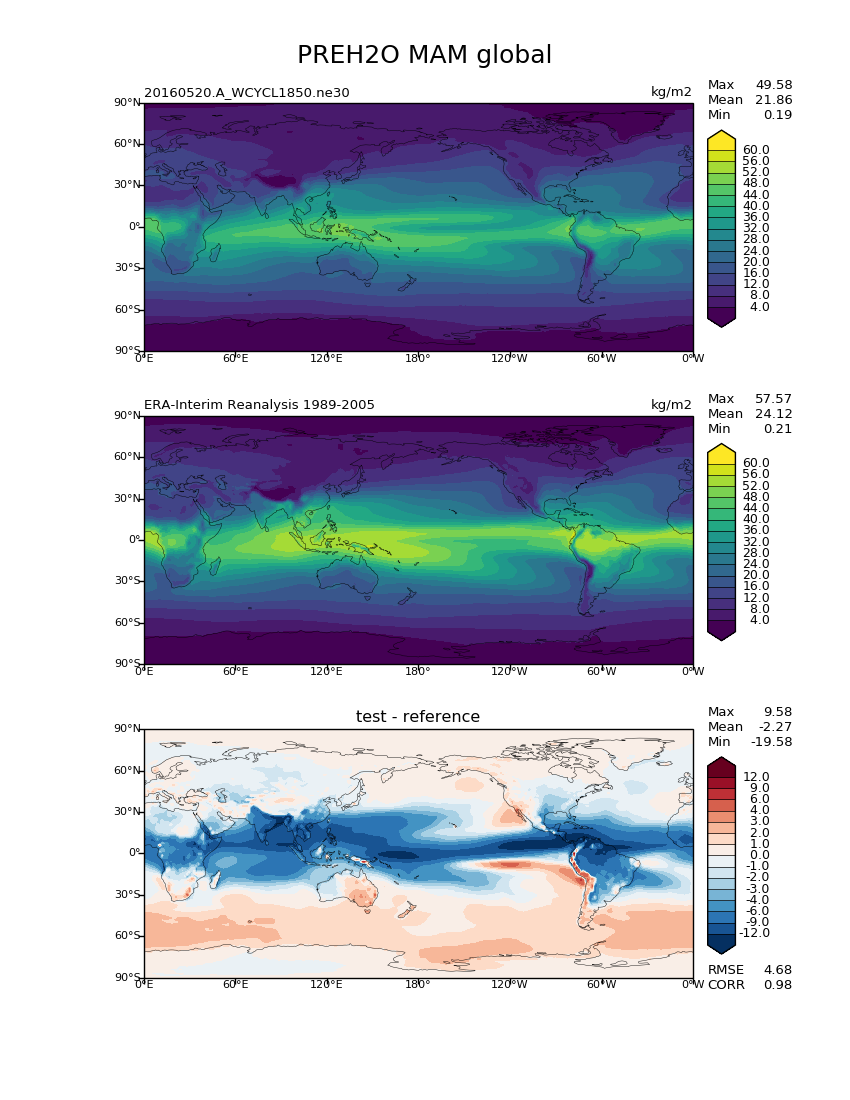 PREH2O MAM global
20160520.A_WCYCL1850.ne30 kg/m2
Max 49.58
Mean 21.86
Min 0.19
90°N
60°N
30°N
0°
30°S
60°S
90°S
0°E 60°E 120°E 180° 120°W 60°W 0°W
60.0
56.0
52.0
48.0
44.0
40.0
36.0
32.0
28.0
24.0
20.0
16.0
12.0
8.0
4.0
ERA-Interim Reanalysis 1989-2005 kg/m2
Max 57.57
Mean 24.12
Min 0.21
90°N
60°N
30°N
0°
30°S
60°S
90°S
0°E 60°E 120°E 180° 120°W 60°W 0°W
60.0
56.0
52.0
48.0
44.0
40.0
36.0
32.0
28.0
24.0
20.0
16.0
12.0
8.0
4.0
test - reference
Max 9.58
Mean -2.27
Min -19.58
90°N
60°N
30°N
0°
30°S
60°S
90°S
0°E 60°E 120°E 180° 120°W 60°W 0°W
12.0
9.0
6.0
4.0
3.0
2.0
1.0
0.0
-1.0
-2.0
-3.0
-4.0
-6.0
-9.0
-12.0
RMSE 4.68
CORR 0.98